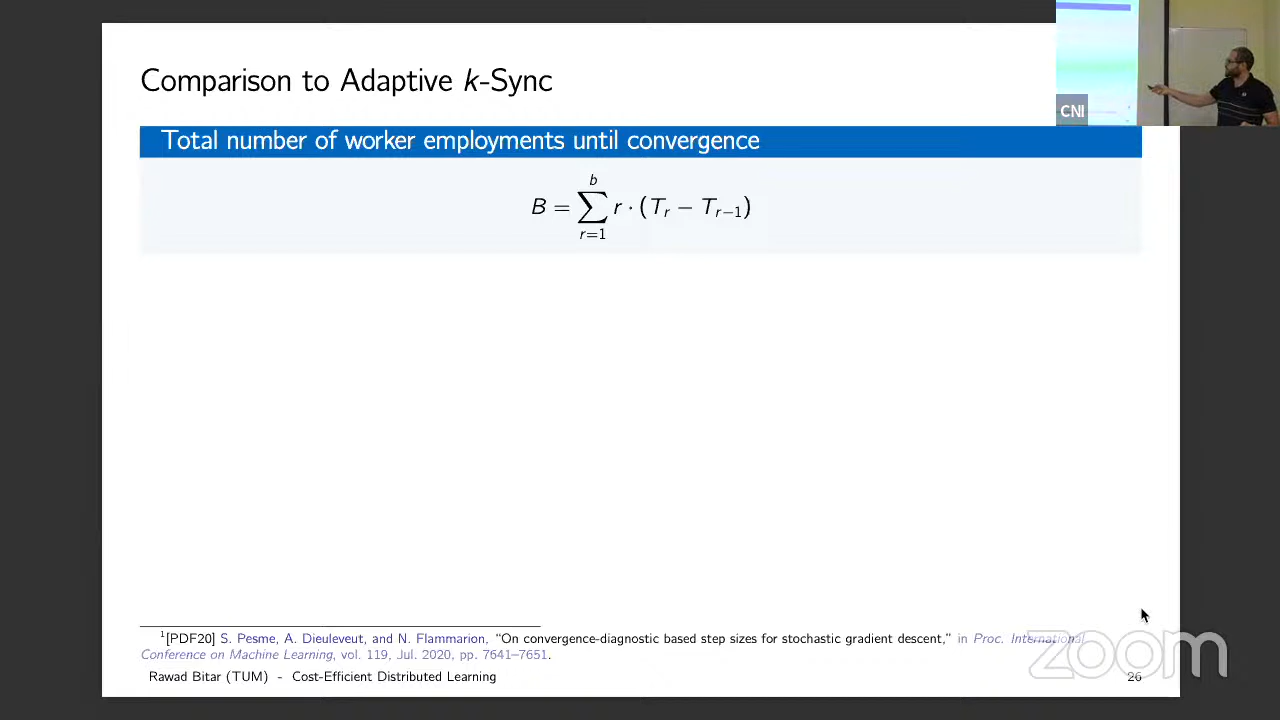 Comparison to Adaptive k-Sync
CNI
Total number of worker employments until convergence
B = \sum_{r=1}^{b} r · (T_r − T_{r−1})
¹[PDF20] S. Pesme, A. Dieuleveut, and N. Flammarion, “On convergence-diagnostic based step sizes for stochastic gradient descent,” in Proc. International
Conference on Machine Learning, vol. 119, Jul. 2020, pp. 7641–7651.
Rawad Bitar (TUM) - Cost-Efficient Distributed Learning
26
zoom